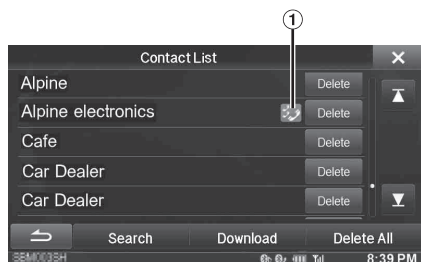 1
Contact List ×
Alpine Delete
Alpine electronics Delete
Cafe Delete
Car Dealer Delete
Car Dealer Delete
Search Download Delete All
SBM003SH 8:39 PM